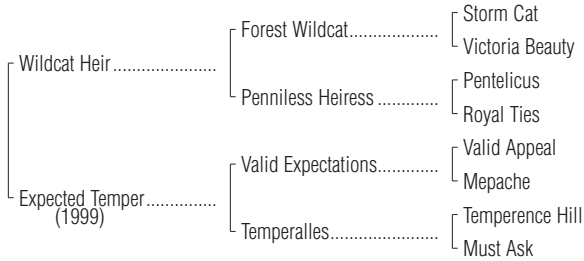 Storm Cat
Forest Wildcat....................
Victoria Beauty
Wildcat Heir.......................
Pentelicus
Penniless Heiress..............
Royal Ties
Valid Appeal
Valid Expectations.............
Mepache
Expected Temper...............
(1999)
Temperence Hill
Temperalles........................
Must Ask